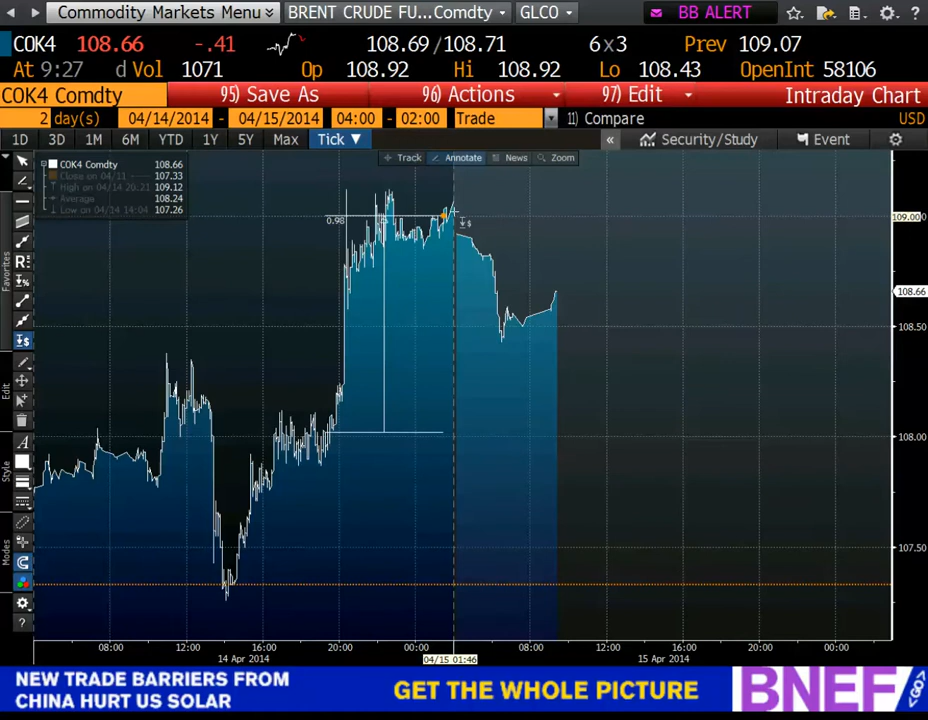 Commodity Markets Menu BRENT CRUDE FU...Comdty GLCO BB ALERT ?
COK4 108.66 -.41 108.69/108.71 6x3 Prev 109.07
At 9:27 d Vol 1071 Op 108.92 Hi 108.92 Lo 108.43 OpenInt 58106
COK4 Comdty 95) Save As 96) Actions 97) Edit Intraday Chart
2 day(s) 04/14/2014 - 04/15/2014 04:00 - 02:00 Trade 11) Compare USD
1D 3D 1M 6M YTD 1Y 5Y Max Tick ▼ « Security/Study Event
Track Annotate News Zoom
COK4 Comdty 108.66
Close on 04/11 107.33
High on 04/14 20:21 109.12
Average 108.24
Low on 04/14 14:04 107.26
0.98
$
109.00
108.66
108.50
108.00
107.50
Favorites
Edit
Style
Modes
R
%
$
A
?
08:00 12:00 16:00 20:00 00:00 04/15 01:46 08:00 12:00 16:00 20:00 00:00
14 Apr 2014 15 Apr 2014
NEW TRADE BARRIERS FROM
CHINA HURT US SOLAR
GET THE WHOLE PICTURE
BNEF <GO>